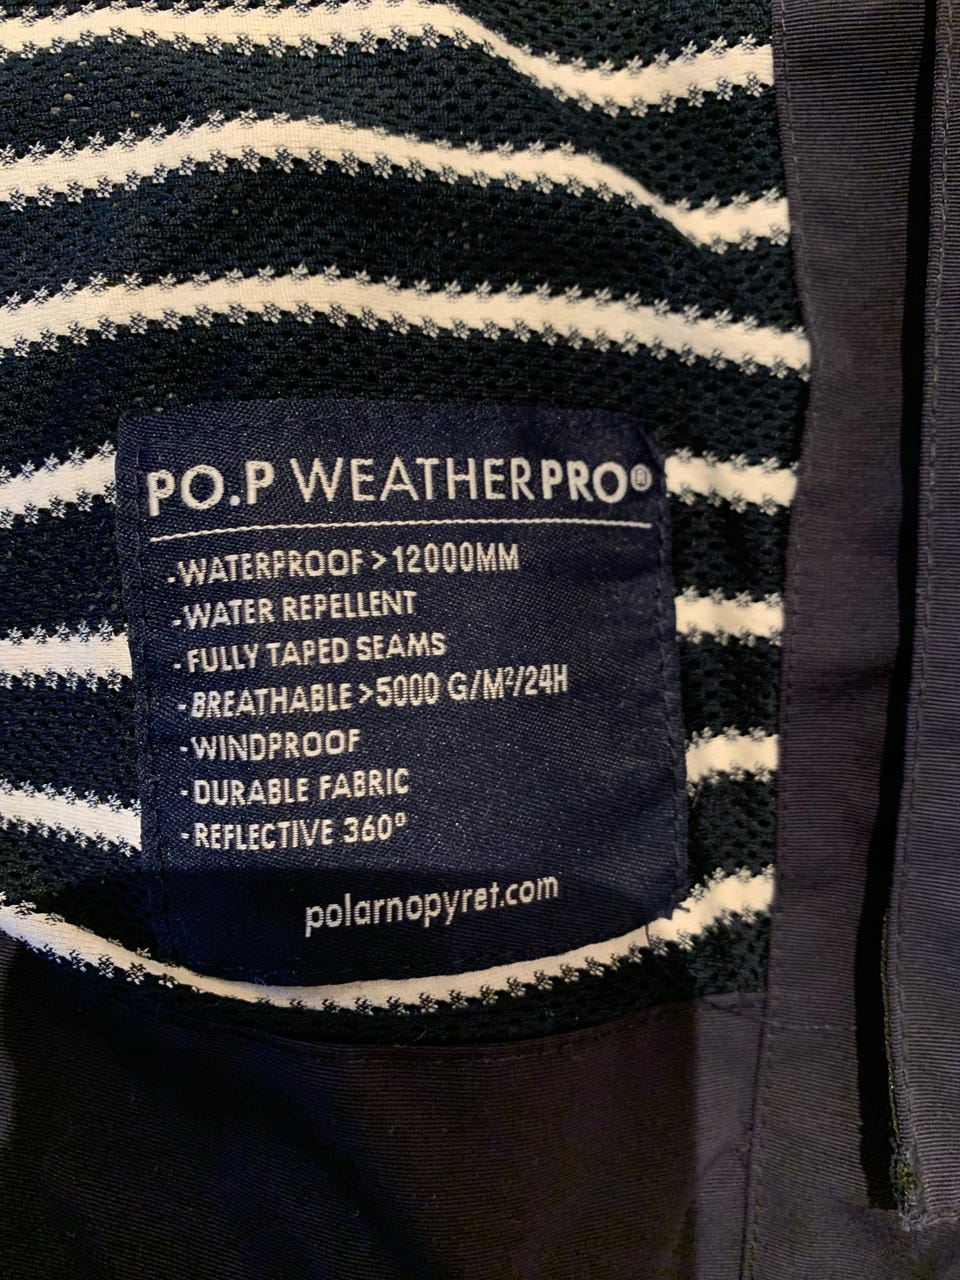 PO.P WEATHERPRO®
-WATERPROOF > 12000MM
-WATER REPELLENT
-FULLY TAPED SEAMS
-BREATHABLE >5000 G/M²/24H
-WINDPROOF
-DURABLE FABRIC
-REFLECTIVE 360°
polarnopyret.com